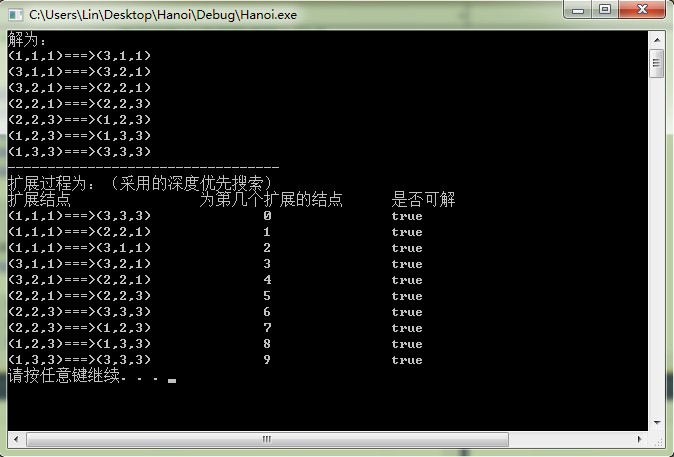 C:\Users\Lin\Desktop\Hanoi\Debug\Hanoi.exe
解为:
(1,1,1)===>(3,1,1)
(3,1,1)===>(3,2,1)
(3,2,1)===>(2,2,1)
(2,2,1)===>(2,2,3)
(2,2,3)===>(1,2,3)
(1,2,3)===>(1,3,3)
(1,3,3)===>(3,3,3)
----------------------------------
扩展过程为:（采用的深度优先搜索）
扩展结点 为第几个扩展的结点 是否可解
(1,1,1)===>(3,3,3) 0 true
(1,1,1)===>(2,2,1) 1 true
(1,1,1)===>(3,1,1) 2 true
(3,1,1)===>(3,2,1) 3 true
(3,2,1)===>(2,2,1) 4 true
(2,2,1)===>(2,2,3) 5 true
(2,2,3)===>(3,3,3) 6 true
(2,2,3)===>(1,2,3) 7 true
(1,2,3)===>(1,3,3) 8 true
(1,3,3)===>(3,3,3) 9 true
请按任意键继续. . .